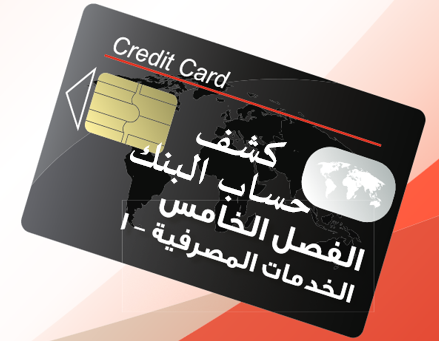 Credit Card
كشف
حساب البنك
الفصل الخامس
الخدمات المصرفية – ١